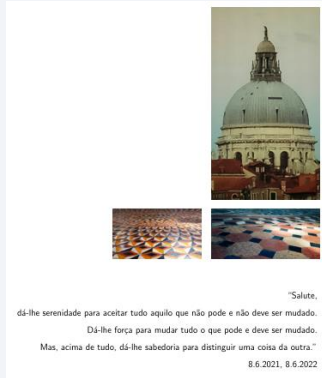 "Salute,
dá-lhe serenidade para aceitar tudo aquilo que não pode e não deve ser mudado.
Dá-lhe força para mudar tudo o que pode e deve ser mudado.
Mas, acima de tudo, dá-lhe sabedoria para distinguir uma coisa da outra."
8.6.2021, 8.6.2022